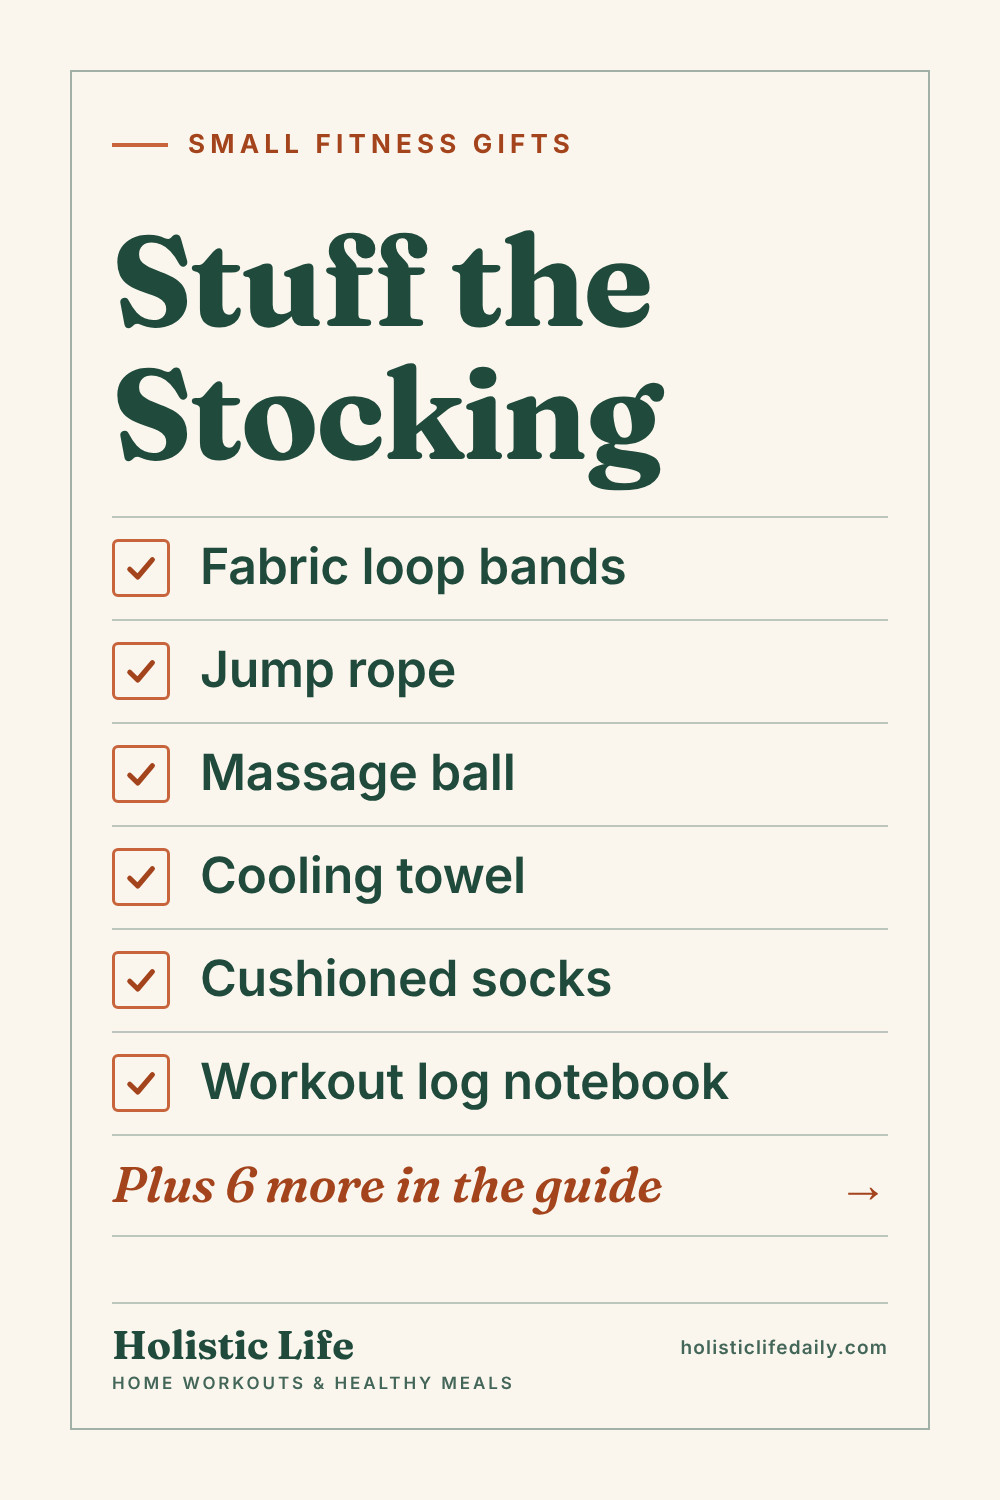 SMALL FITNESS GIFTS
Stuff the
Stocking
Fabric loop bands
Jump rope
Massage ball
Cooling towel
Cushioned socks
Workout log notebook
Plus 6 more in the guide →
Holistic Life
holisticlifedaily.com
HOME WORKOUTS & HEALTHY MEALS